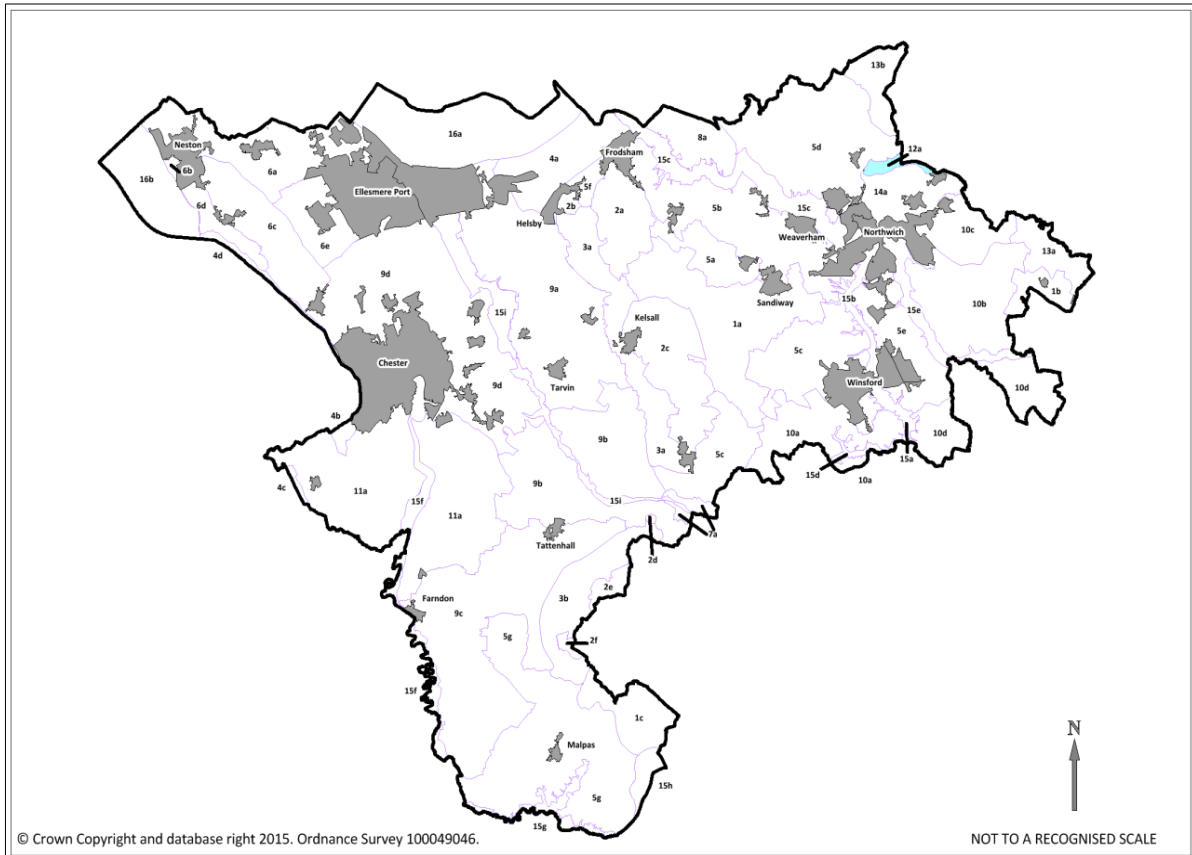 13b
16a
8a
12a
Neston
Frodsham
5d
4a
15c
6a
16b
6b
5f
Ellesmere Port
14a
2b
2a
5b
15c
6d
Helsby
Weaverham
Northwich
6c
10c
6e
3a
4d
13a
5a
9d
9a
1b
Sandiway
15b
10b
15i
Kelsall
15e
1a
5e
2c
5c
Chester
Winsford
Tarvin
9d
10d
4b
10a
10d
9b
3a
5c
15a
15d
9b
10a
4c
11a
15f
15i
11a
7a
Tattenhall
2d
2e
Farndon
3b
9c
5g
2f
15f
1c
N
Malpas
15h
5g
15g
© Crown Copyright and database right 2015. Ordnance Survey 100049046.
NOT TO A RECOGNISED SCALE